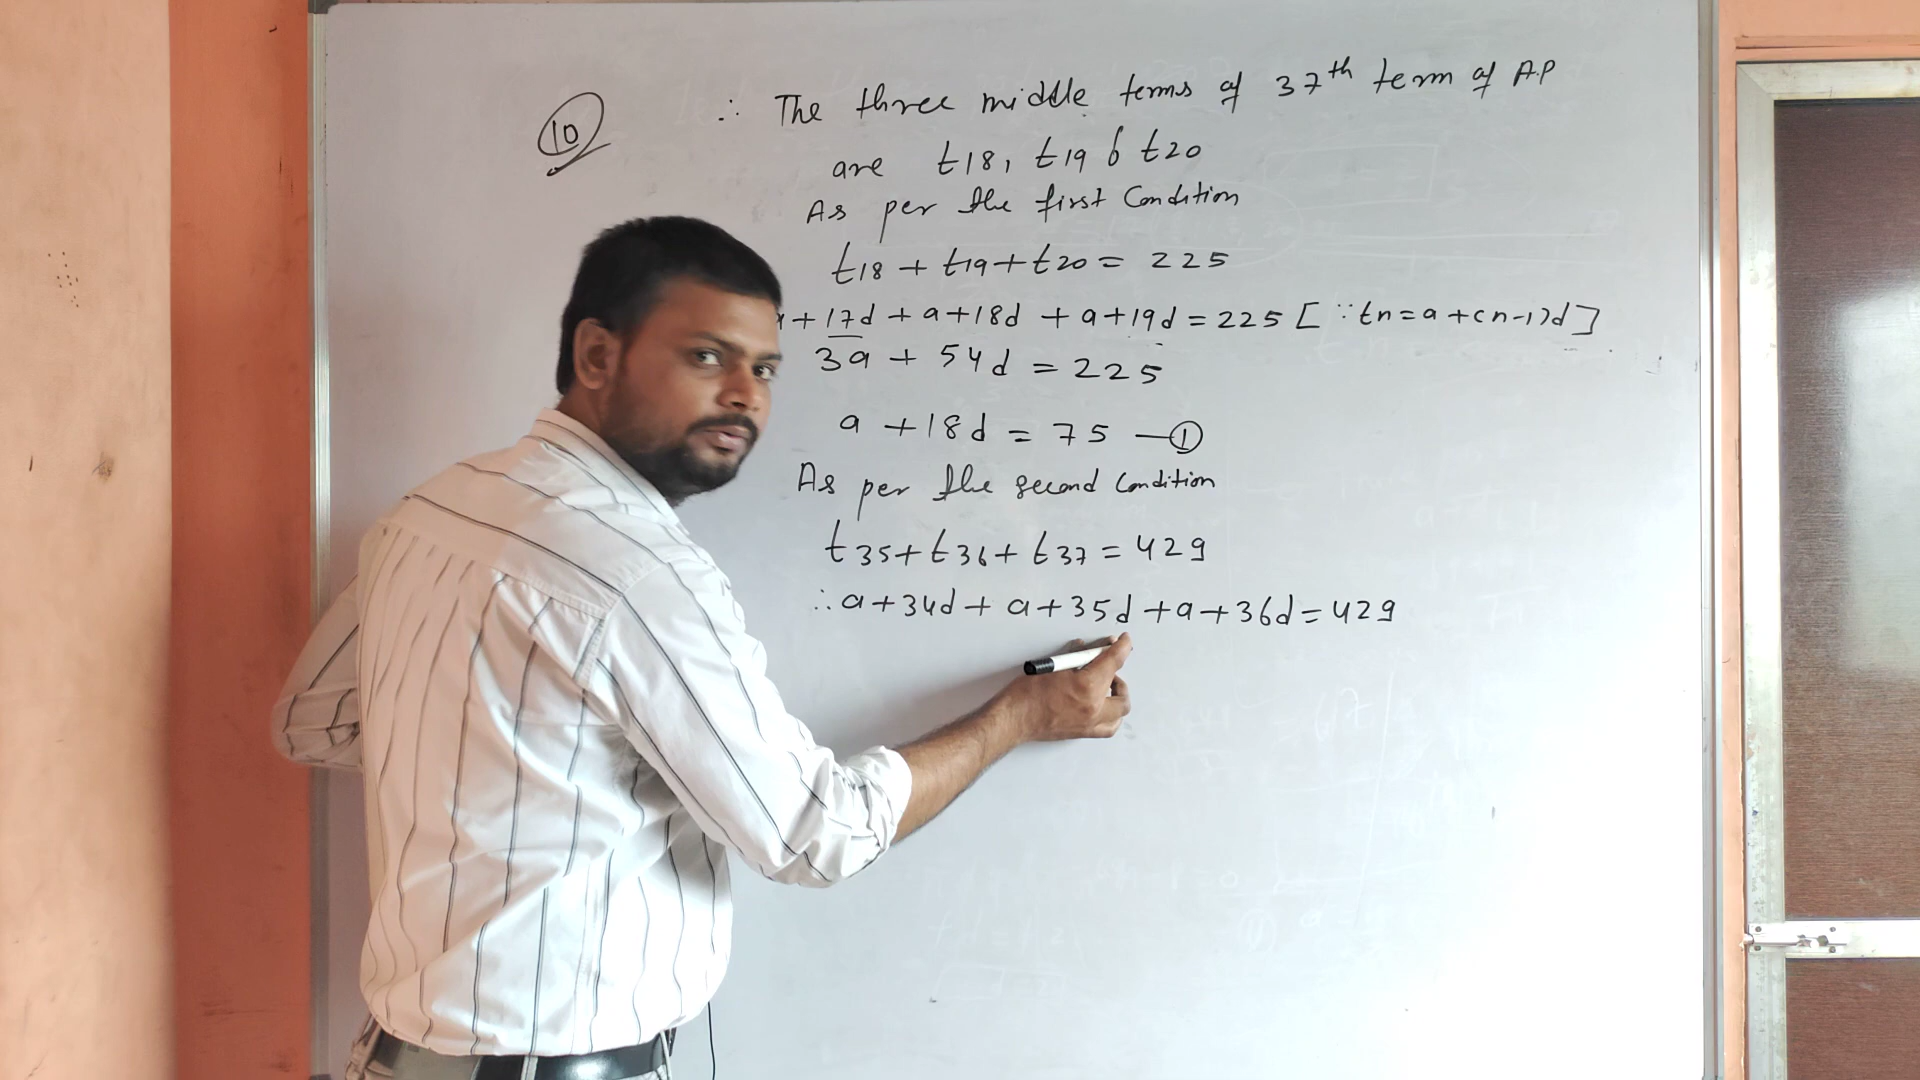 10
∴ The three middle terms of 37th term of A.P
are t18, t19 & t20
As per the first Condition
t18 + t19 + t20 = 225
+ 17d + a + 18d + a + 19d = 225 [ ∵ tn = a + (n-1)d ]
3a + 54d = 225
a + 18d = 75 — ①
As per the second Condition
t35 + t36 + t37 = 429
∴ a + 34d + a + 35d + a + 36d = 429